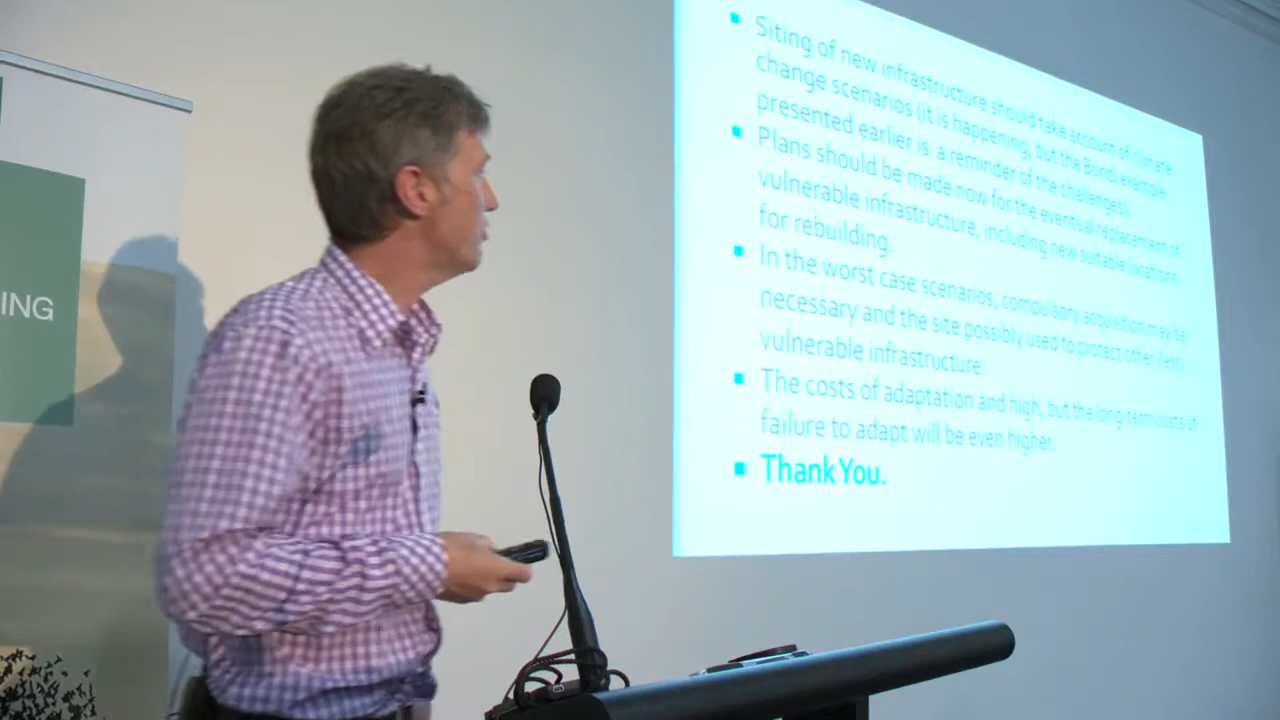 ING
Siting of new infrastructure should take account of climate
change scenarios (it is happening, but the Bondi example
presented earlier is a reminder of the challenges).
Plans should be made now for the eventual replacement of
vulnerable infrastructure, including new suitable locations
for rebuilding.
In the worst case scenarios, compulsory acquisition may be
necessary and the site possibly used to protect other (less)
vulnerable infrastructure.
The costs of adaptation and high, but the long-term costs of
failure to adapt will be even higher.
Thank You.